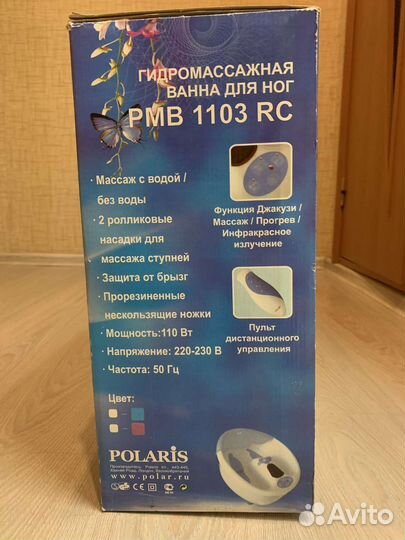 ГИДРОМАССАЖНАЯ
ВАННА ДЛЯ НОГ
PMB 1103 RC
· Массаж с водой /
без воды
· 2 ролликовые
насадки для
массажа ступней
· Защита от брызг
· Прорезиненные
нескользящие ножки
· Мощность:110 Вт
· Напряжение: 220-230 В
· Частота: 50 Гц
Функция Джакузи /
Массаж / Прогрев /
Инфракрасное
излучение
Пульт
дистанционного
управления
Цвет:
POLARIS
www.polar.ru
Avito